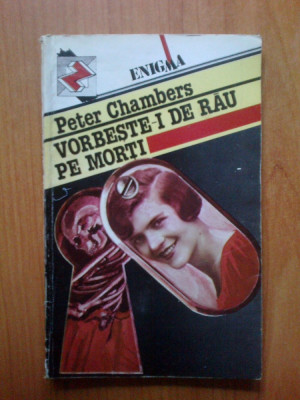 ENIGMA
Peter Chambers
VORBEȘTE-I DE RĂU
PE MORȚI